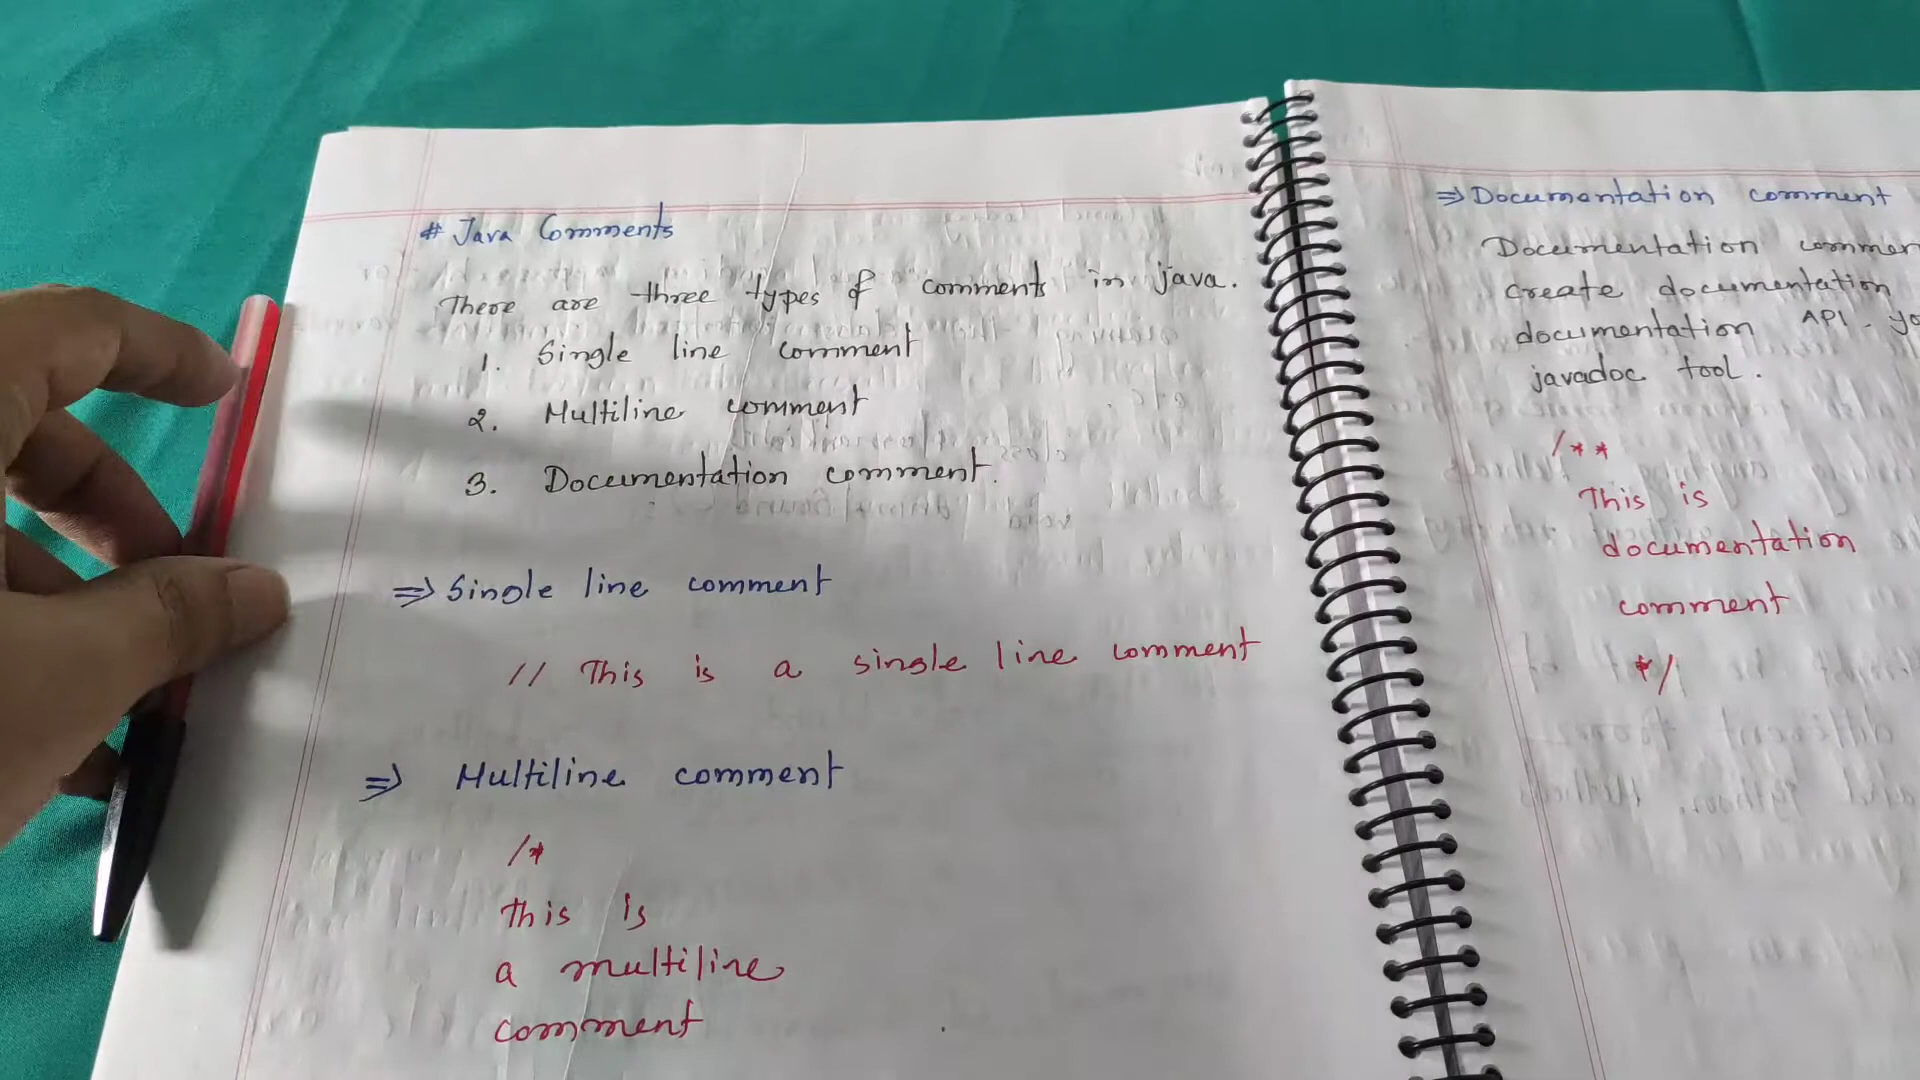 # Java Comments
There are three types of comments in java.
1. Single line comment
2. Multiline comment
3. Documentation comment.
⇒ Single line comment
// This is a single line comment
⇒ Multiline comment
/*
this is
a multiline
comment
⇒ Documentation comment
Documentation
create documentation
documentation API.
javadoc tool.
/**
This is
documentation
comment
*/